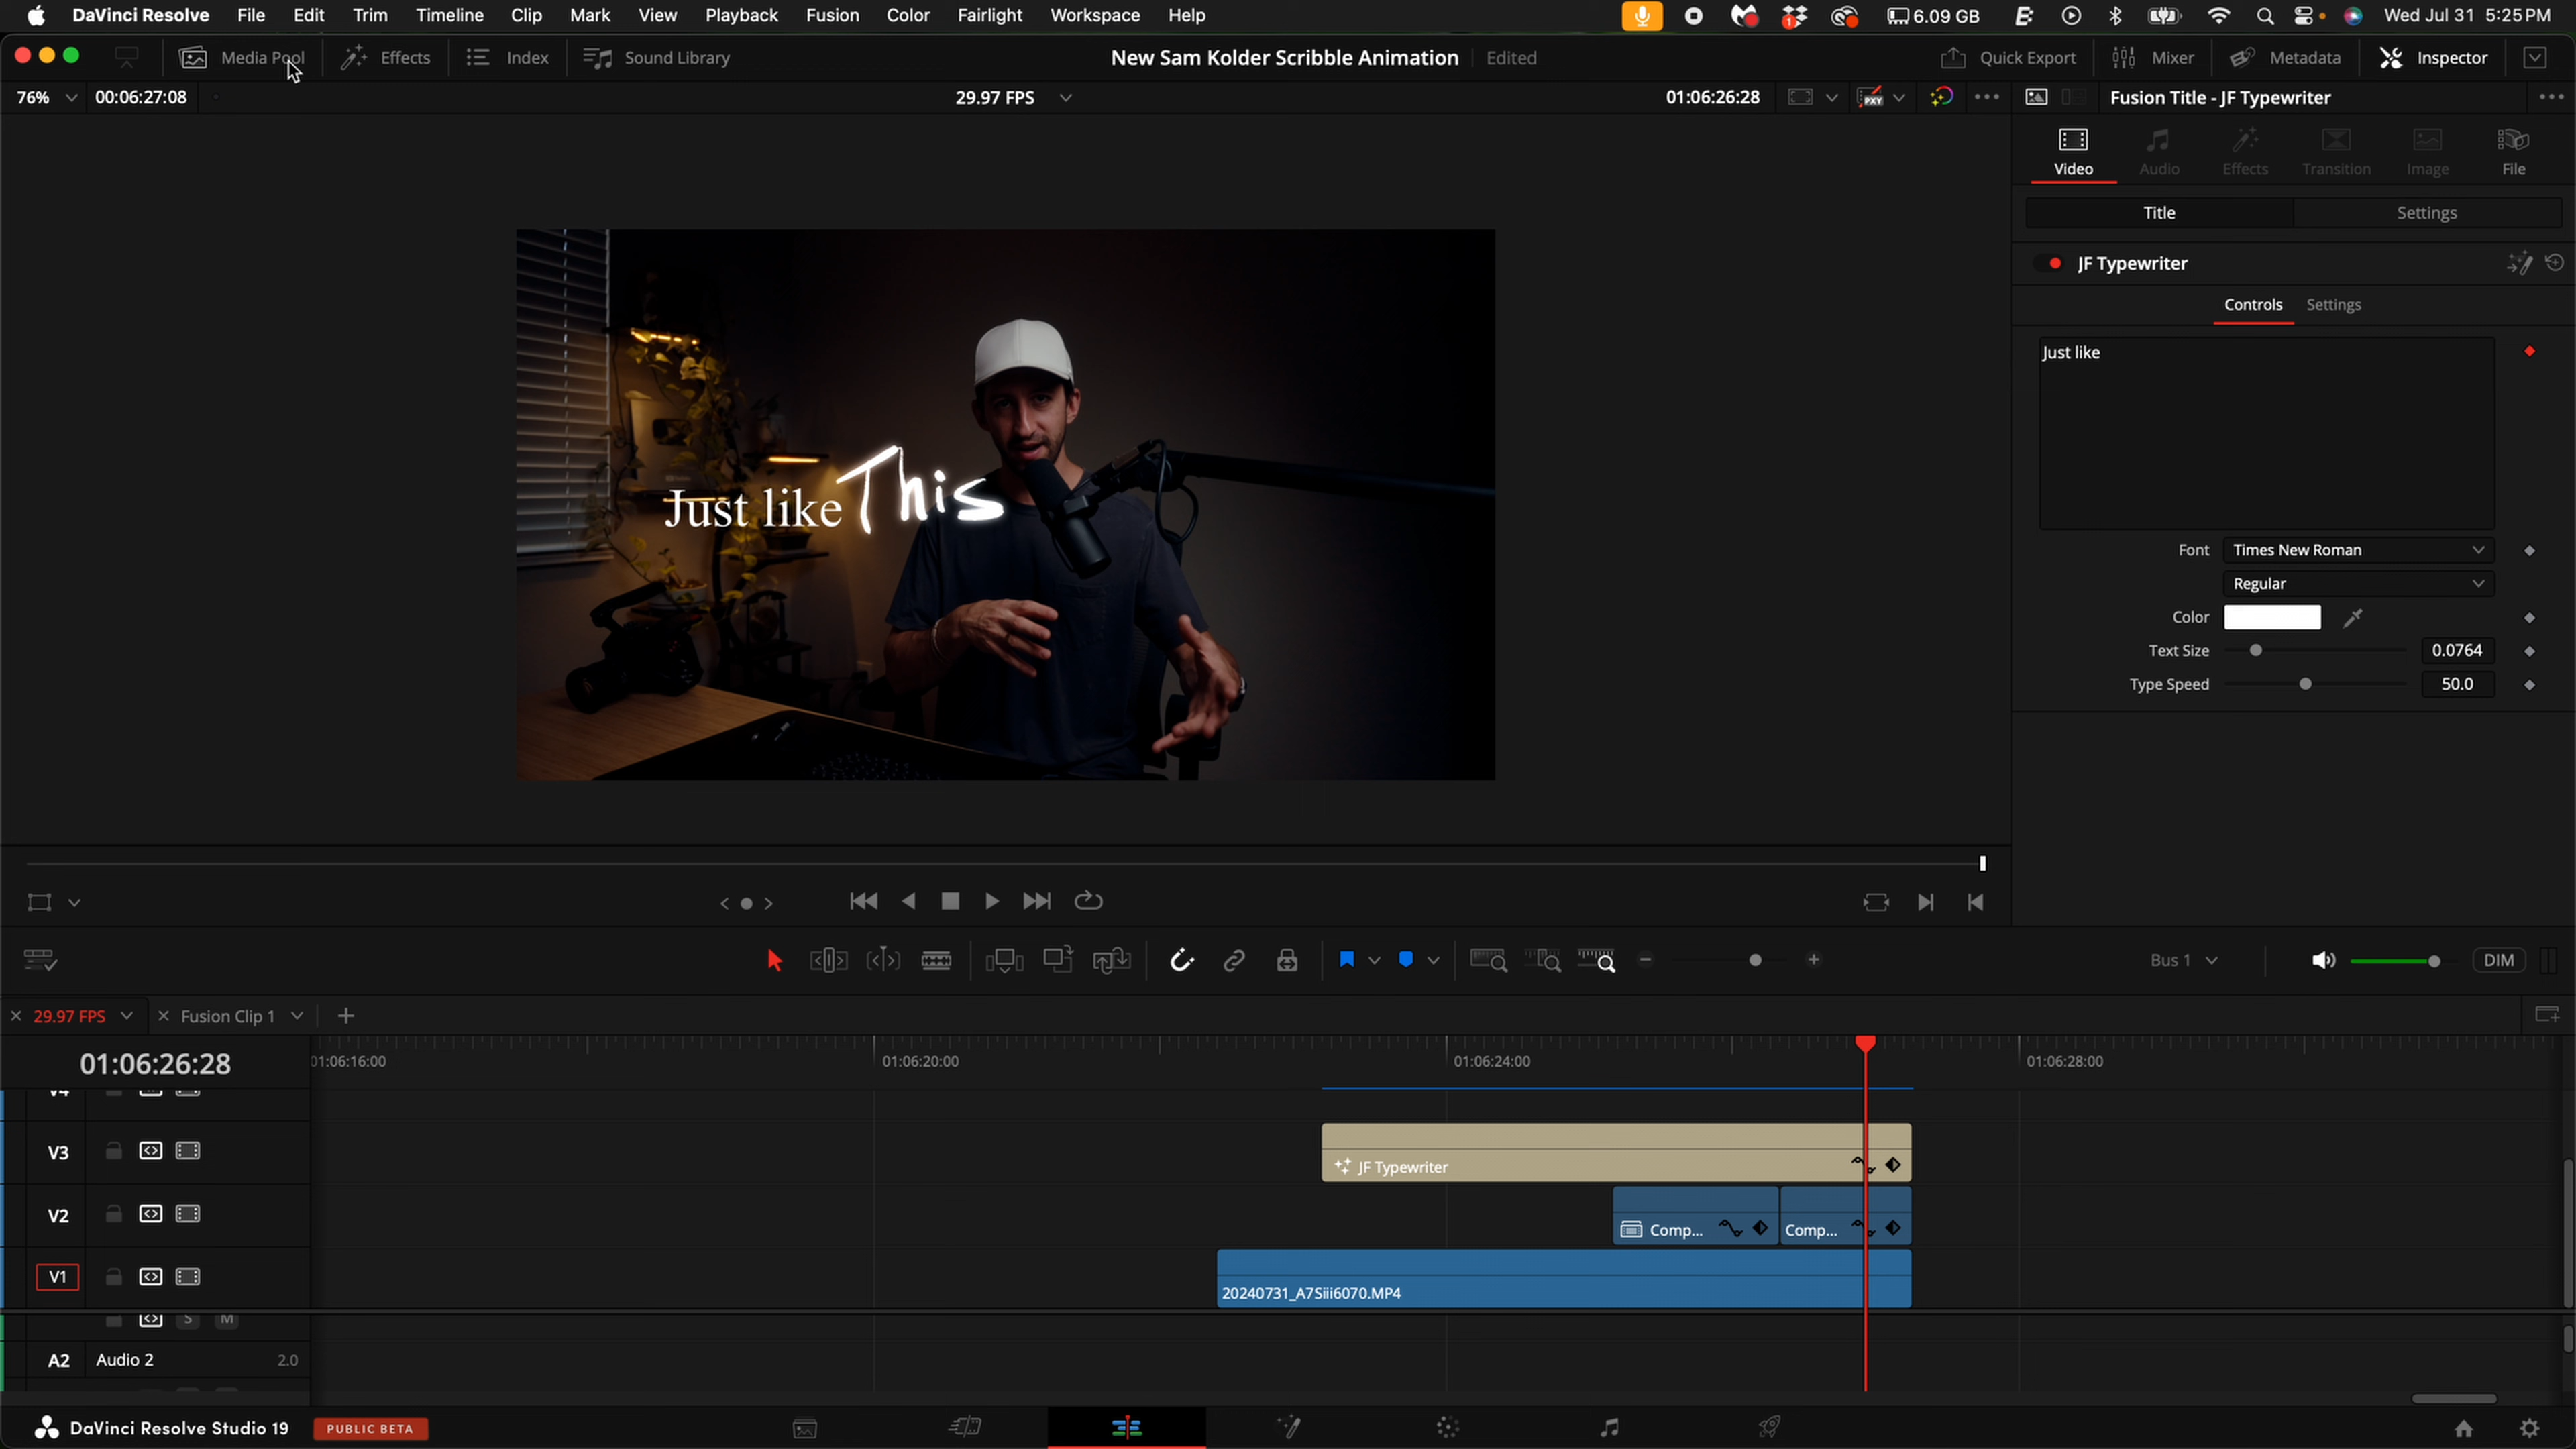 DaVinci Resolve File Edit Trim Timeline Clip Mark View Playback Fusion Color Fairlight Workspace Help 1 6.09 GB Wed Jul 31 5:25 PM
Media Pool Effects Index Sound Library New Sam Kolder Scribble Animation Edited Quick Export Mixer Metadata Inspector
76% 00:06:27:08 29.97 FPS 01:06:26:28 PXY Fusion Title - JF Typewriter
Video Audio Effects Transition Image File
Title Settings
JF Typewriter
Controls Settings
Just like
Just like This
Font Times New Roman
Regular
Color
Text Size 0.0764
Type Speed 50.0
Bus 1 DIM
29.97 FPS Fusion Clip 1
01:06:26:28 01:06:16:00 01:06:20:00 01:06:24:00 01:06:28:00
V4
V3 JF Typewriter
V2 Comp... Comp...
V1 20240731_A7Siii6070.MP4
S M
A2 Audio 2 2.0
DaVinci Resolve Studio 19 PUBLIC BETA